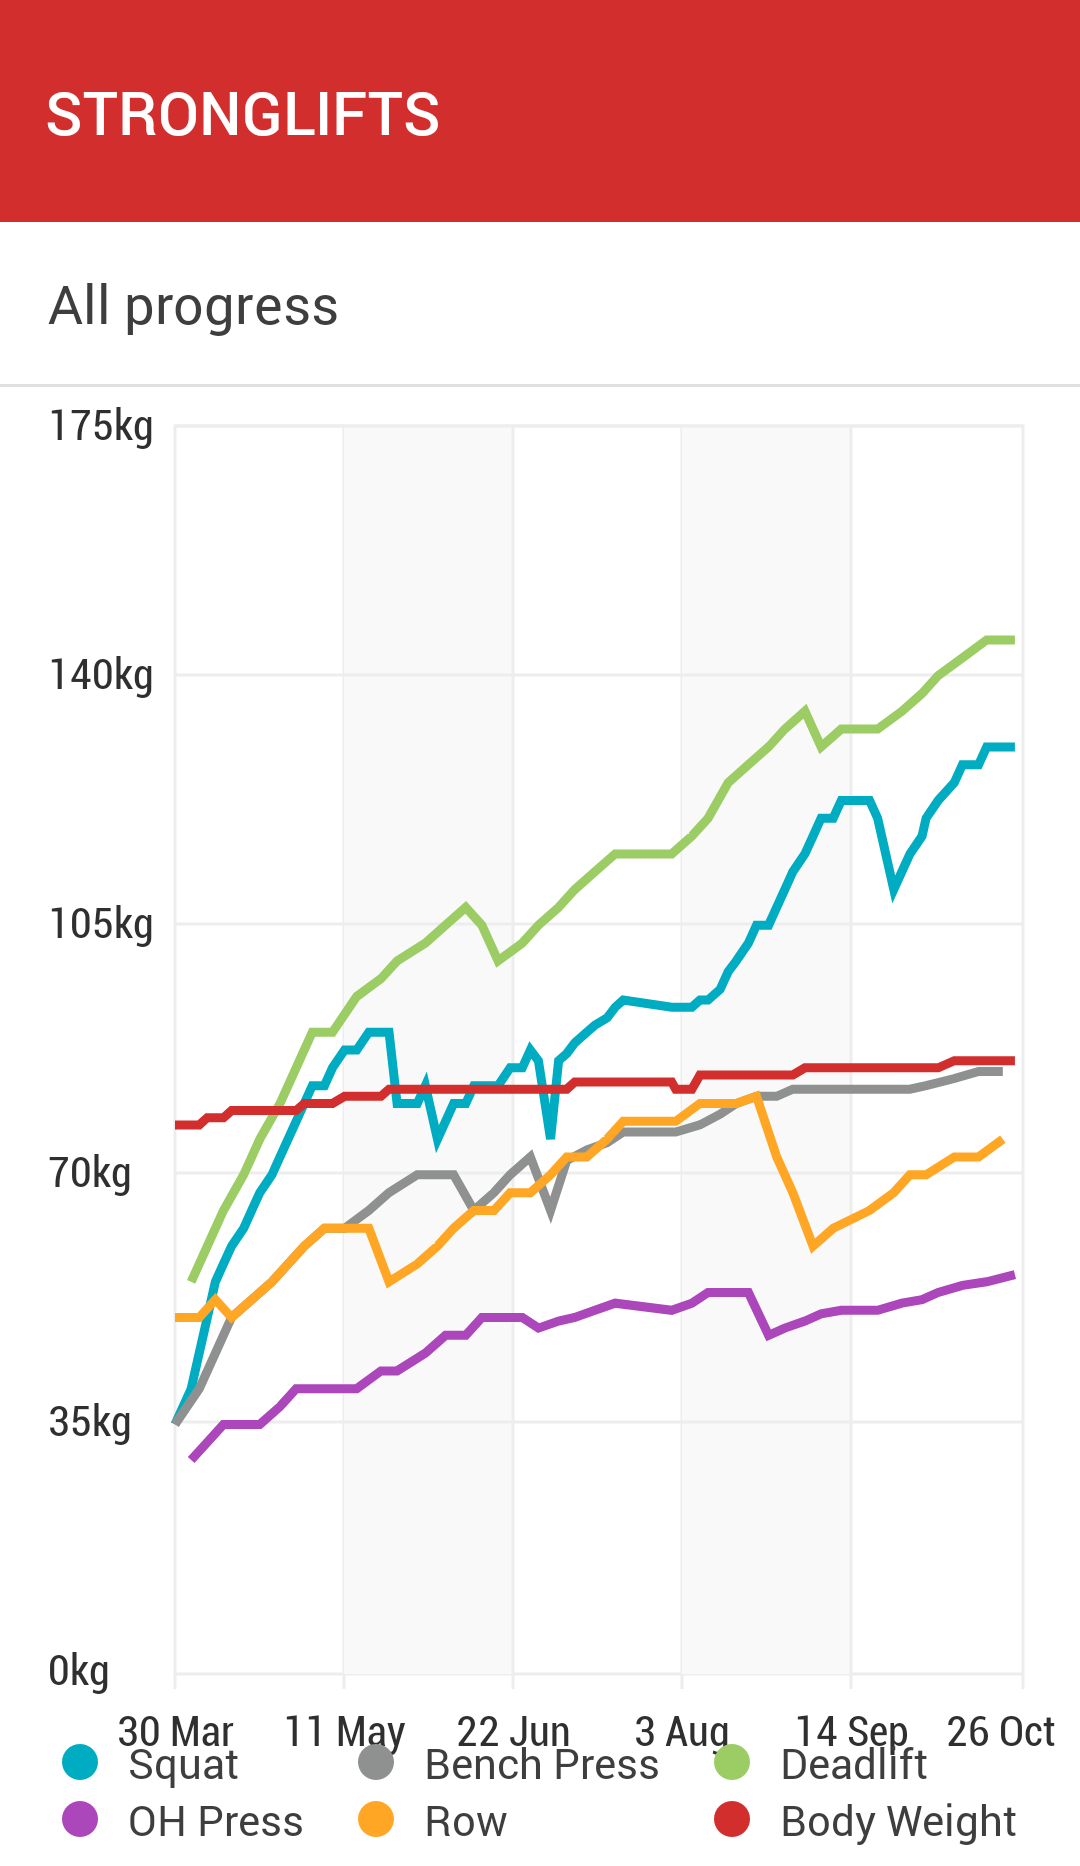 STRONGLIFTS
All progress
175kg
140kg
105kg
70kg
35kg
0kg
30 Mar 11 May 22 Jun 3 Aug 14 Sep 26 Oct
Squat Bench Press Deadlift
OH Press Row Body Weight